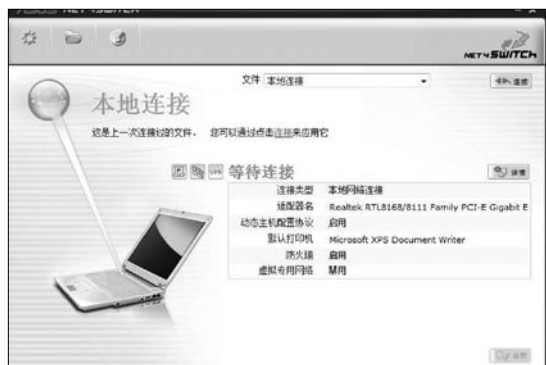 NET4SWITCH
NET4SWITCH
文件 本地连接 连接
本地连接
这是上一次连接过的文件。 您可以通过点击连接来应用它
等待连接
连接类型 本地网络连接
适配器名 Realtek RTL8168/8111 Family PCI-E Gigabit E
动态主机配置协议 启用
默认打印机 Microsoft XPS Document Writer
防火墙 启用
虚拟专用网络 禁用